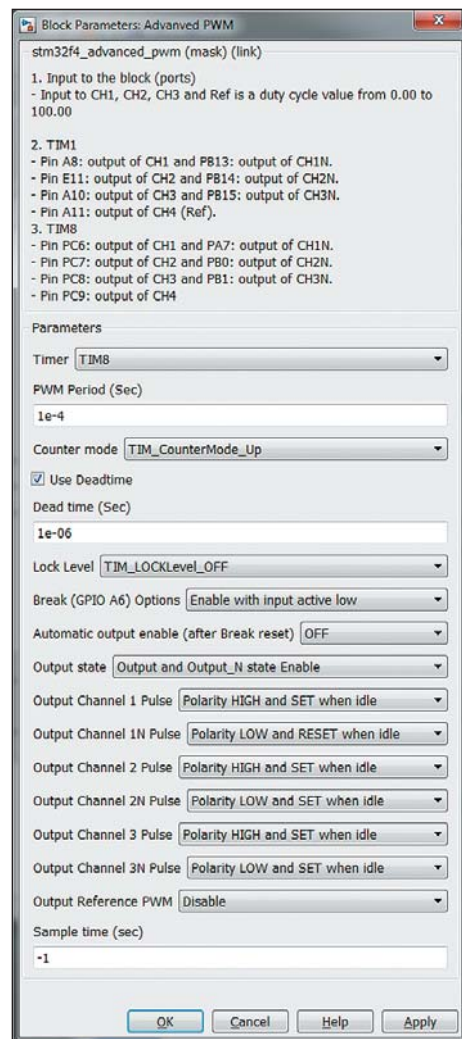 Block Parameters: Advanved PWM
stm32f4_advanced_pwm (mask) (link)
1. Input to the block (ports)
- Input to CH1, CH2, CH3 and Ref is a duty cycle value from 0.00 to
100.00
2. TIM1
- Pin A8: output of CH1 and PB13: output of CH1N.
- Pin E11: output of CH2 and PB14: output of CH2N.
- Pin A10: output of CH3 and PB15: output of CH3N.
- Pin A11: output of CH4 (Ref).
3. TIM8
- Pin PC6: output of CH1 and PA7: output of CH1N.
- Pin PC7: output of CH2 and PB0: output of CH2N.
- Pin PC8: output of CH3 and PB1: output of CH3N.
- Pin PC9: output of CH4
Parameters
Timer TIM8
PWM Period (Sec)
1e-4
Counter mode TIM_CounterMode_Up
Use Deadtime
Dead time (Sec)
1e-06
Lock Level TIM_LOCKLevel_OFF
Break (GPIO A6) Options Enable with input active low
Automatic output enable (after Break reset) OFF
Output state Output and Output_N state Enable
Output Channel 1 Pulse Polarity HIGH and SET when idle
Output Channel 1N Pulse Polarity LOW and RESET when idle
Output Channel 2 Pulse Polarity HIGH and SET when idle
Output Channel 2N Pulse Polarity LOW and SET when idle
Output Channel 3 Pulse Polarity HIGH and SET when idle
Output Channel 3N Pulse Polarity LOW and SET when idle
Output Reference PWM Disable
Sample time (sec)
-1
OK Cancel Help Apply